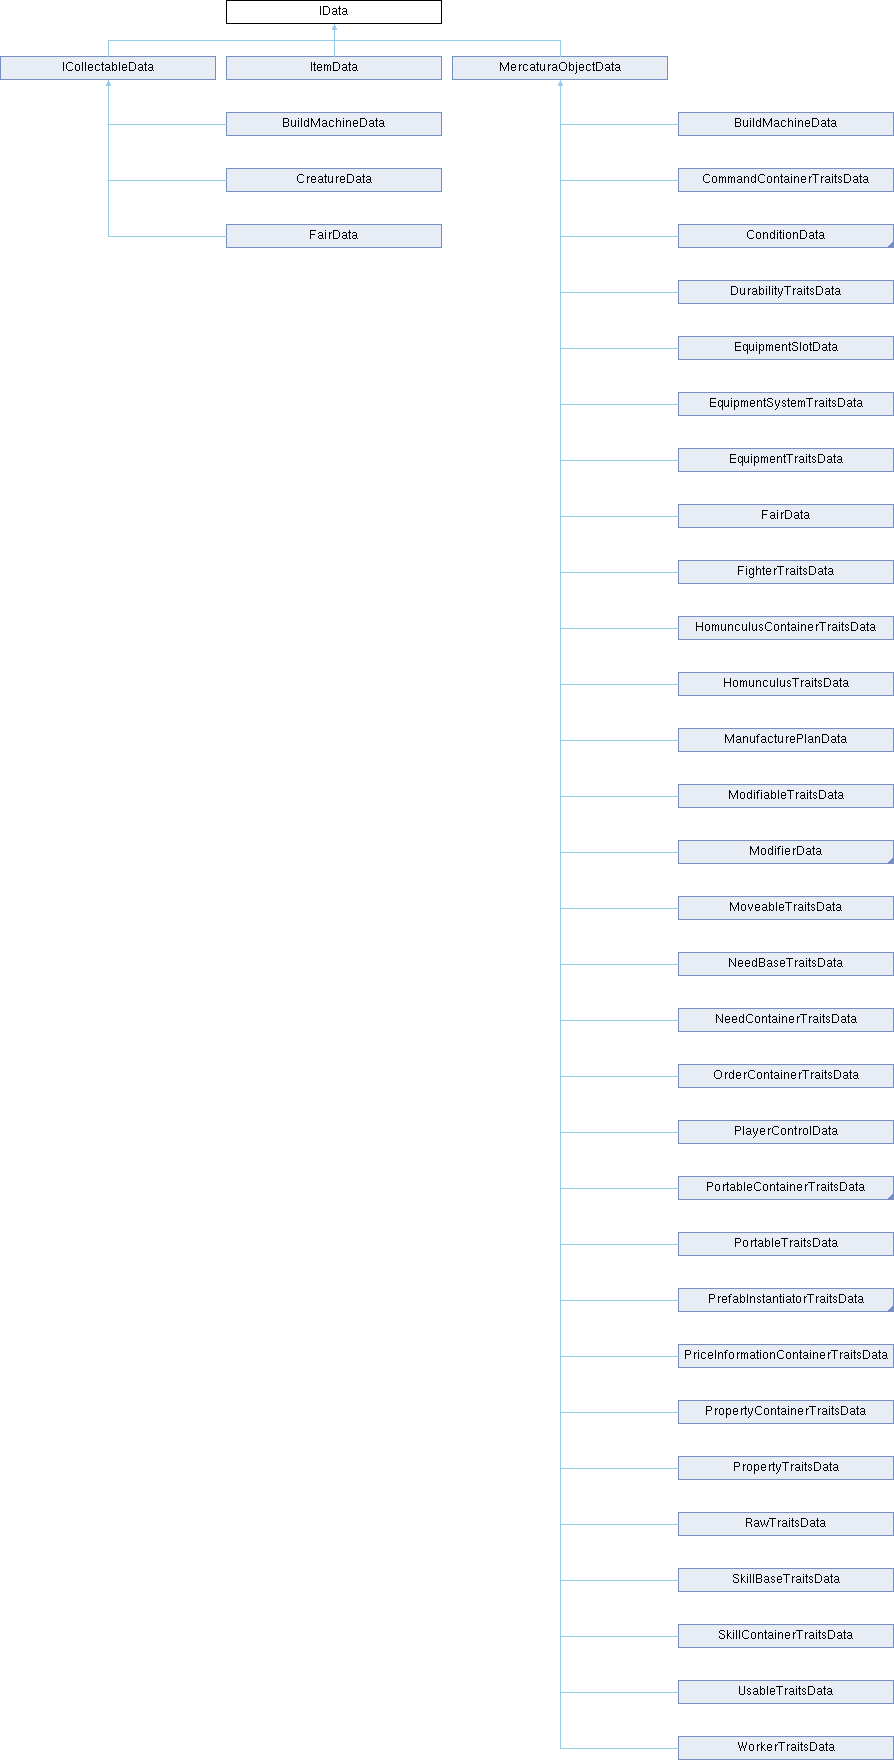 IData
ICollectableData
ItemData
MercaturaObjectData
BuildMachineData
BuildMachineData
CreatureData
CommandContainerTraitsData
FairData
ConditionData
DurabilityTraitsData
EquipmentSlotData
EquipmentSystemTraitsData
EquipmentTraitsData
FairData
FighterTraitsData
HomunculusContainerTraitsData
HomunculusTraitsData
ManufacturePlanData
ModifiableTraitsData
ModifierData
MoveableTraitsData
NeedBaseTraitsData
NeedContainerTraitsData
OrderContainerTraitsData
PlayerControlData
PortableContainerTraitsData
PortableTraitsData
PrefabInstantiatorTraitsData
PriceInformationContainerTraitsData
PropertyContainerTraitsData
PropertyTraitsData
RawTraitsData
SkillBaseTraitsData
SkillContainerTraitsData
UsableTraitsData
WorkerTraitsData